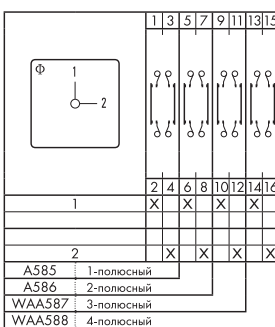 1 3 5 7 9 11 13 15
Φ
1
2
2 4 6 8 10 12 14 16
1 X X X X
2 X X X X
A585 1-полюсный
A586 2-полюсный
WAA587 3-полюсный
WAA588 4-полюсный